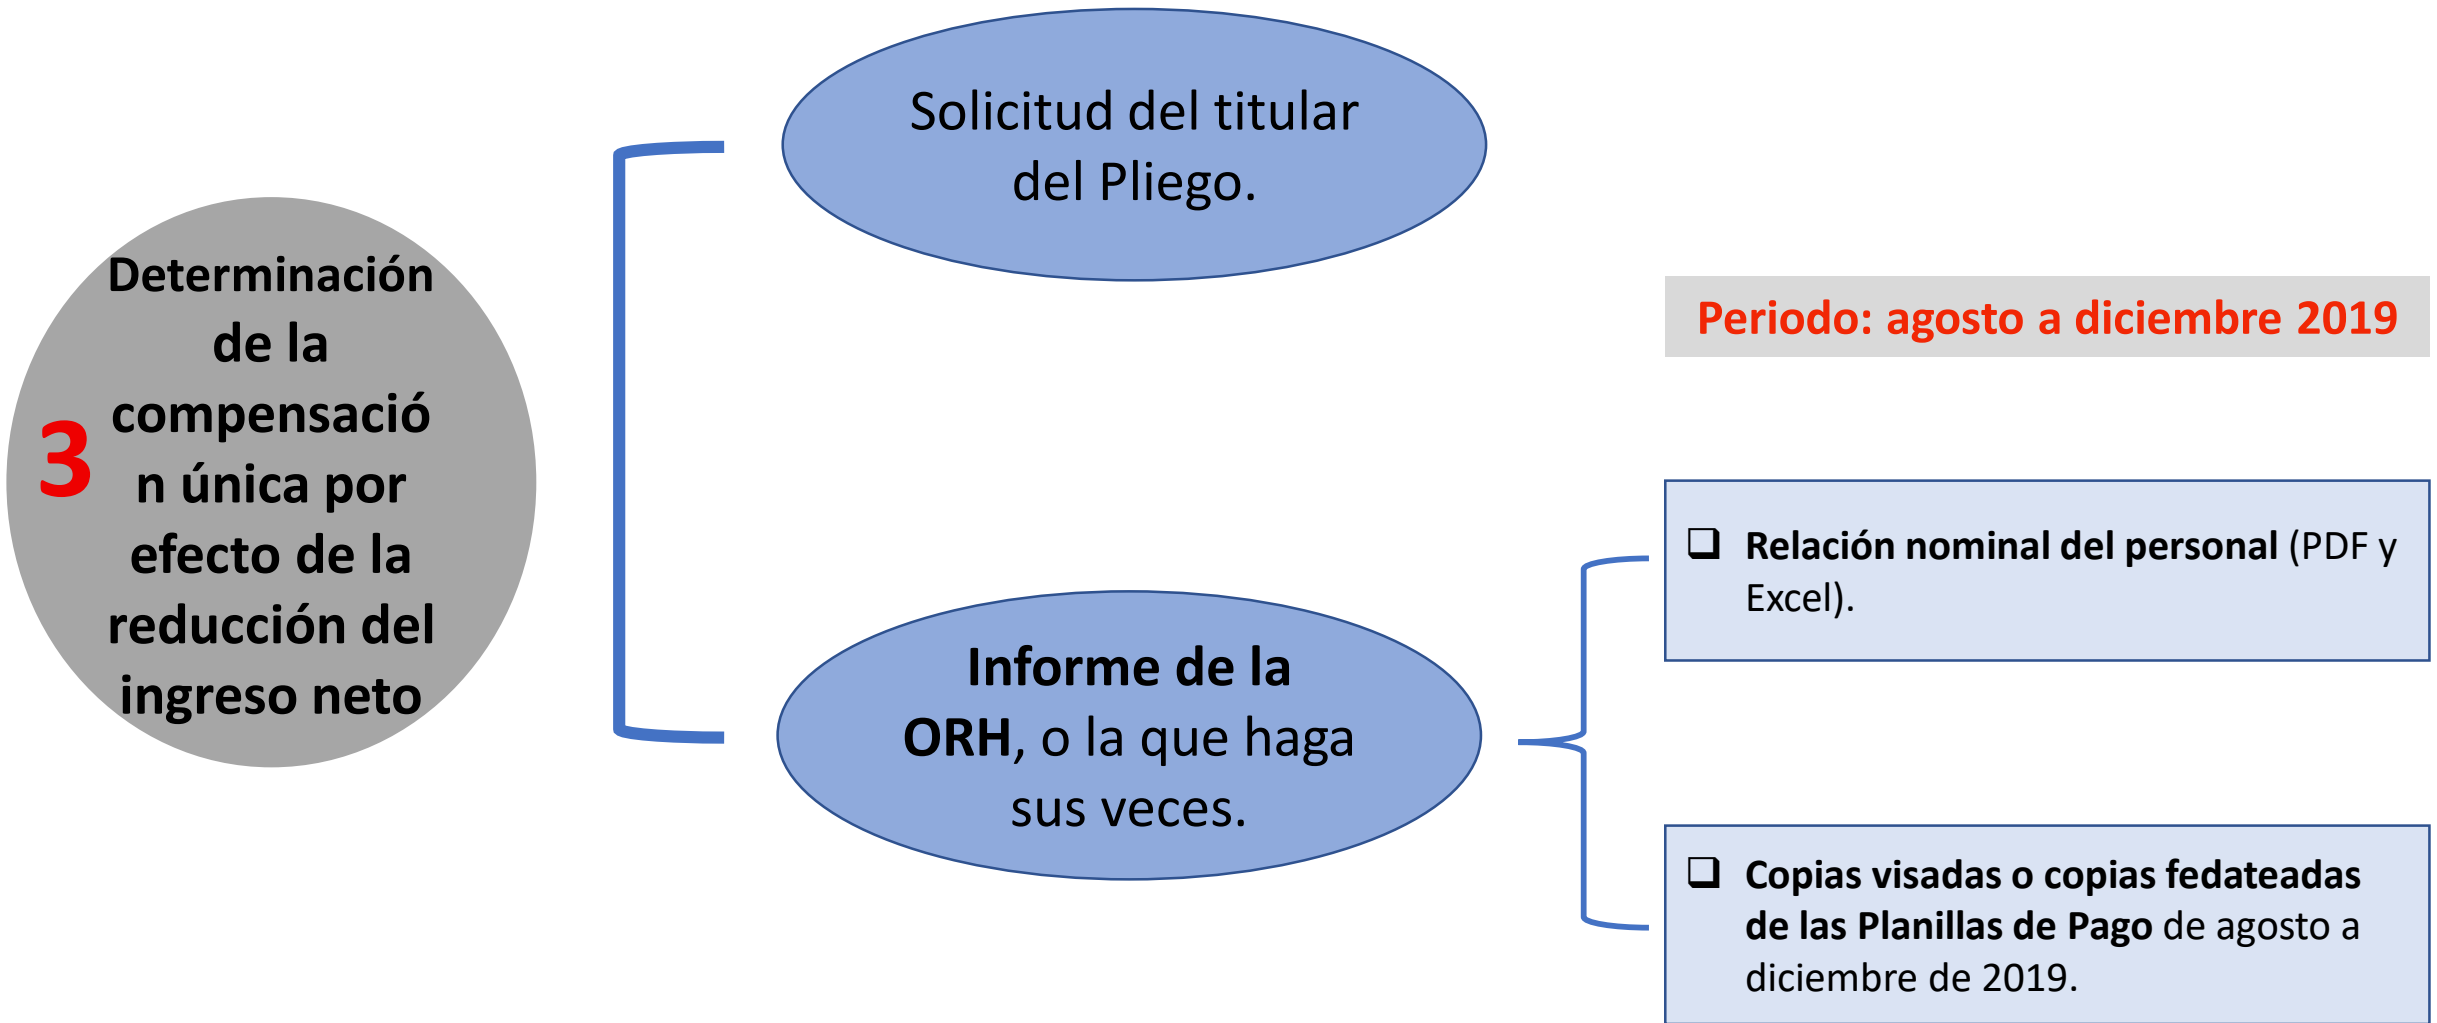 3
Determinación
de la
compensació
n única por
efecto de la
reducción del
ingreso neto
Solicitud del titular
del Pliego.
Informe de la
ORH, o la que haga
sus veces.
Periodo: agosto a diciembre 2019
❑ Relación nominal del personal (PDF y
Excel).
❑ Copias visadas o copias fedateadas
de las Planillas de Pago de agosto a
diciembre de 2019.